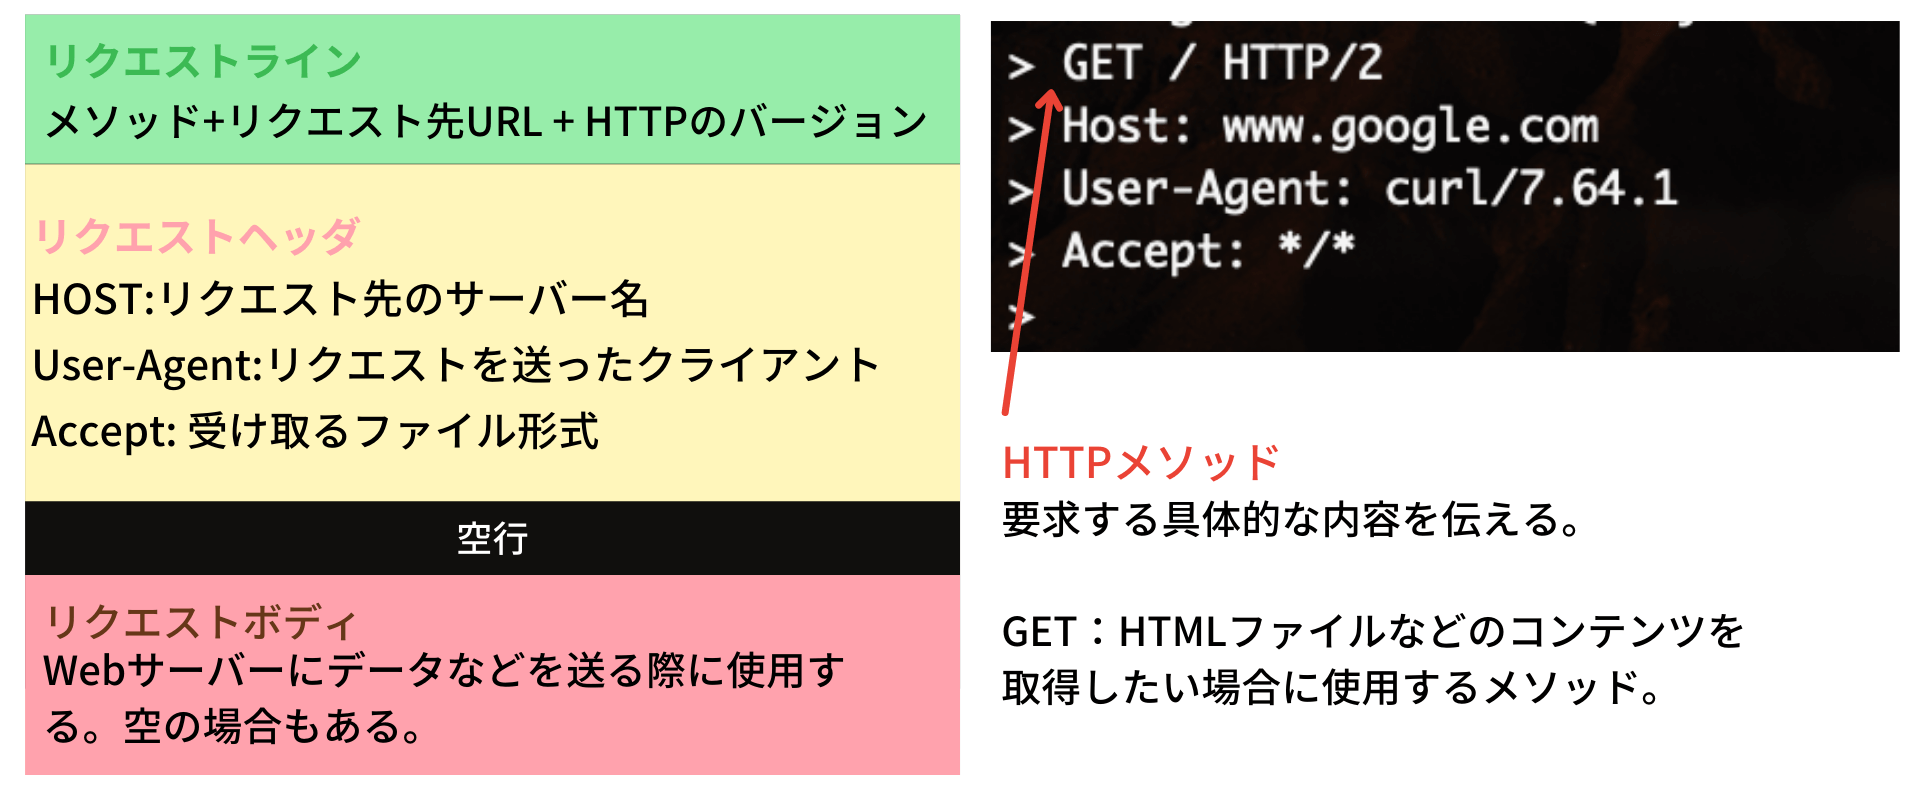 リクエストライン
メソッド+リクエスト先URL + HTTPのバージョン
リクエストヘッダ
HOST:リクエスト先のサーバー名
User-Agent:リクエストを送ったクライアント
Accept: 受け取るファイル形式
空行
リクエストボディ
Webサーバーにデータなどを送る際に使用す
る。空の場合もある。
> GET / HTTP/2
> Host: www.google.com
> User-Agent: curl/7.64.1
> Accept: */*
>
HTTPメソッド
要求する具体的な内容を伝える。
GET：HTMLファイルなどのコンテンツを
取得したい場合に使用するメソッド。